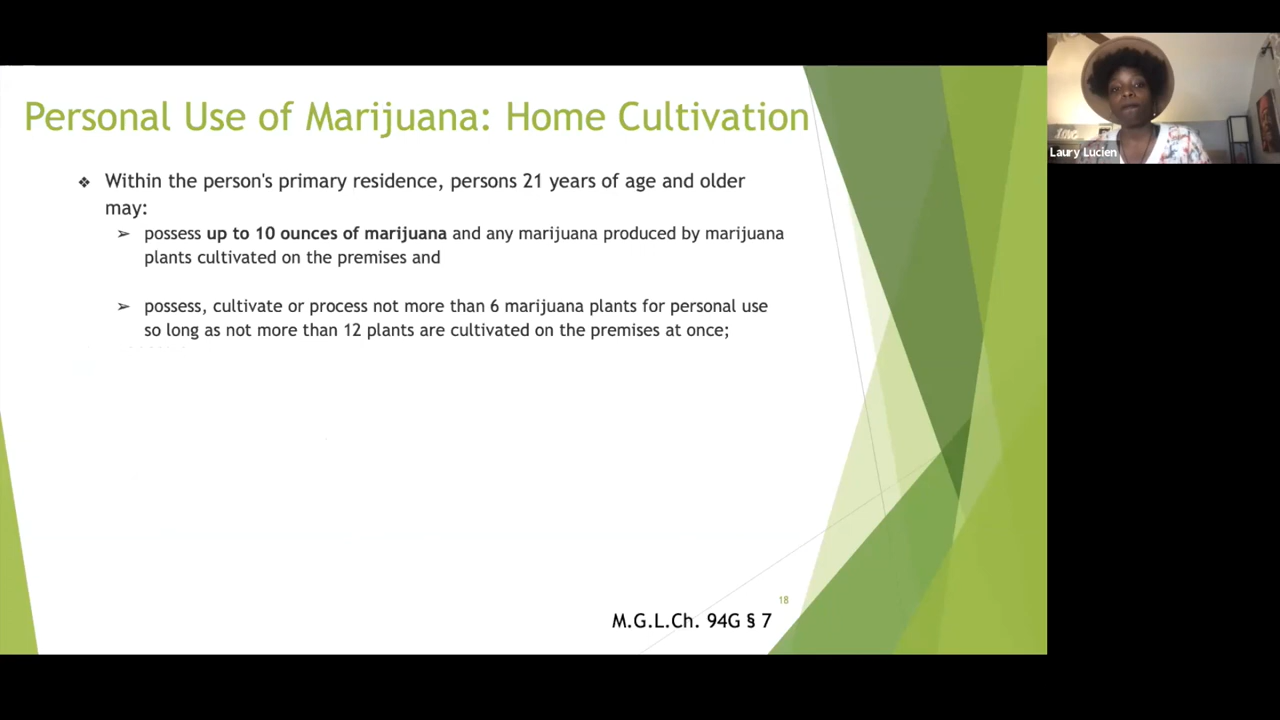 Personal Use of Marijuana: Home Cultivation
❖ Within the person's primary residence, persons 21 years of age and older
may:
➢ possess up to 10 ounces of marijuana and any marijuana produced by marijuana
plants cultivated on the premises and
➢ possess, cultivate or process not more than 6 marijuana plants for personal use
so long as not more than 12 plants are cultivated on the premises at once;
18
M.G.L.Ch. 94G § 7
Laury Lucien